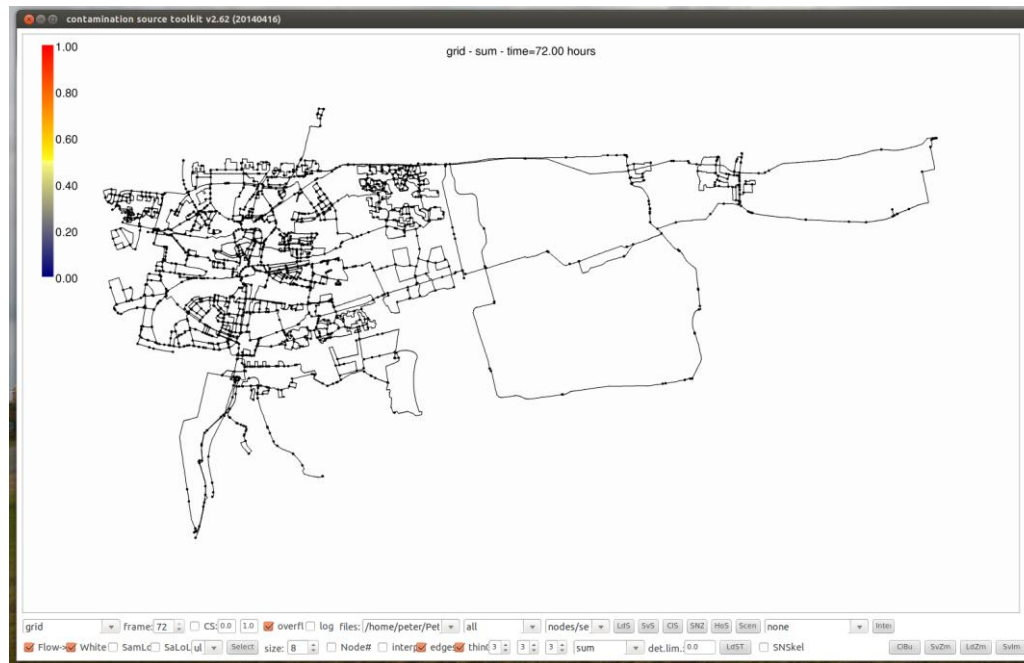 contamination source toolkit v2.62 (20140416)
grid - sum - time=72.00 hours
1.00
0.80
0.60
0.40
0.20
0.00
grid frame: 72 CS: 0.0 1.0 overfl log files: /home/peter/Pet all nodes/se LdS SvS ClS SNZ HoS Scen none Inter
Flow-> White SamLo SaLoL ul Select size: 8 Node# interp edge thin 3 3 3 sum det.lim.: 0.0 LdST SNSkel ClBu SvZm LdZm SvIm